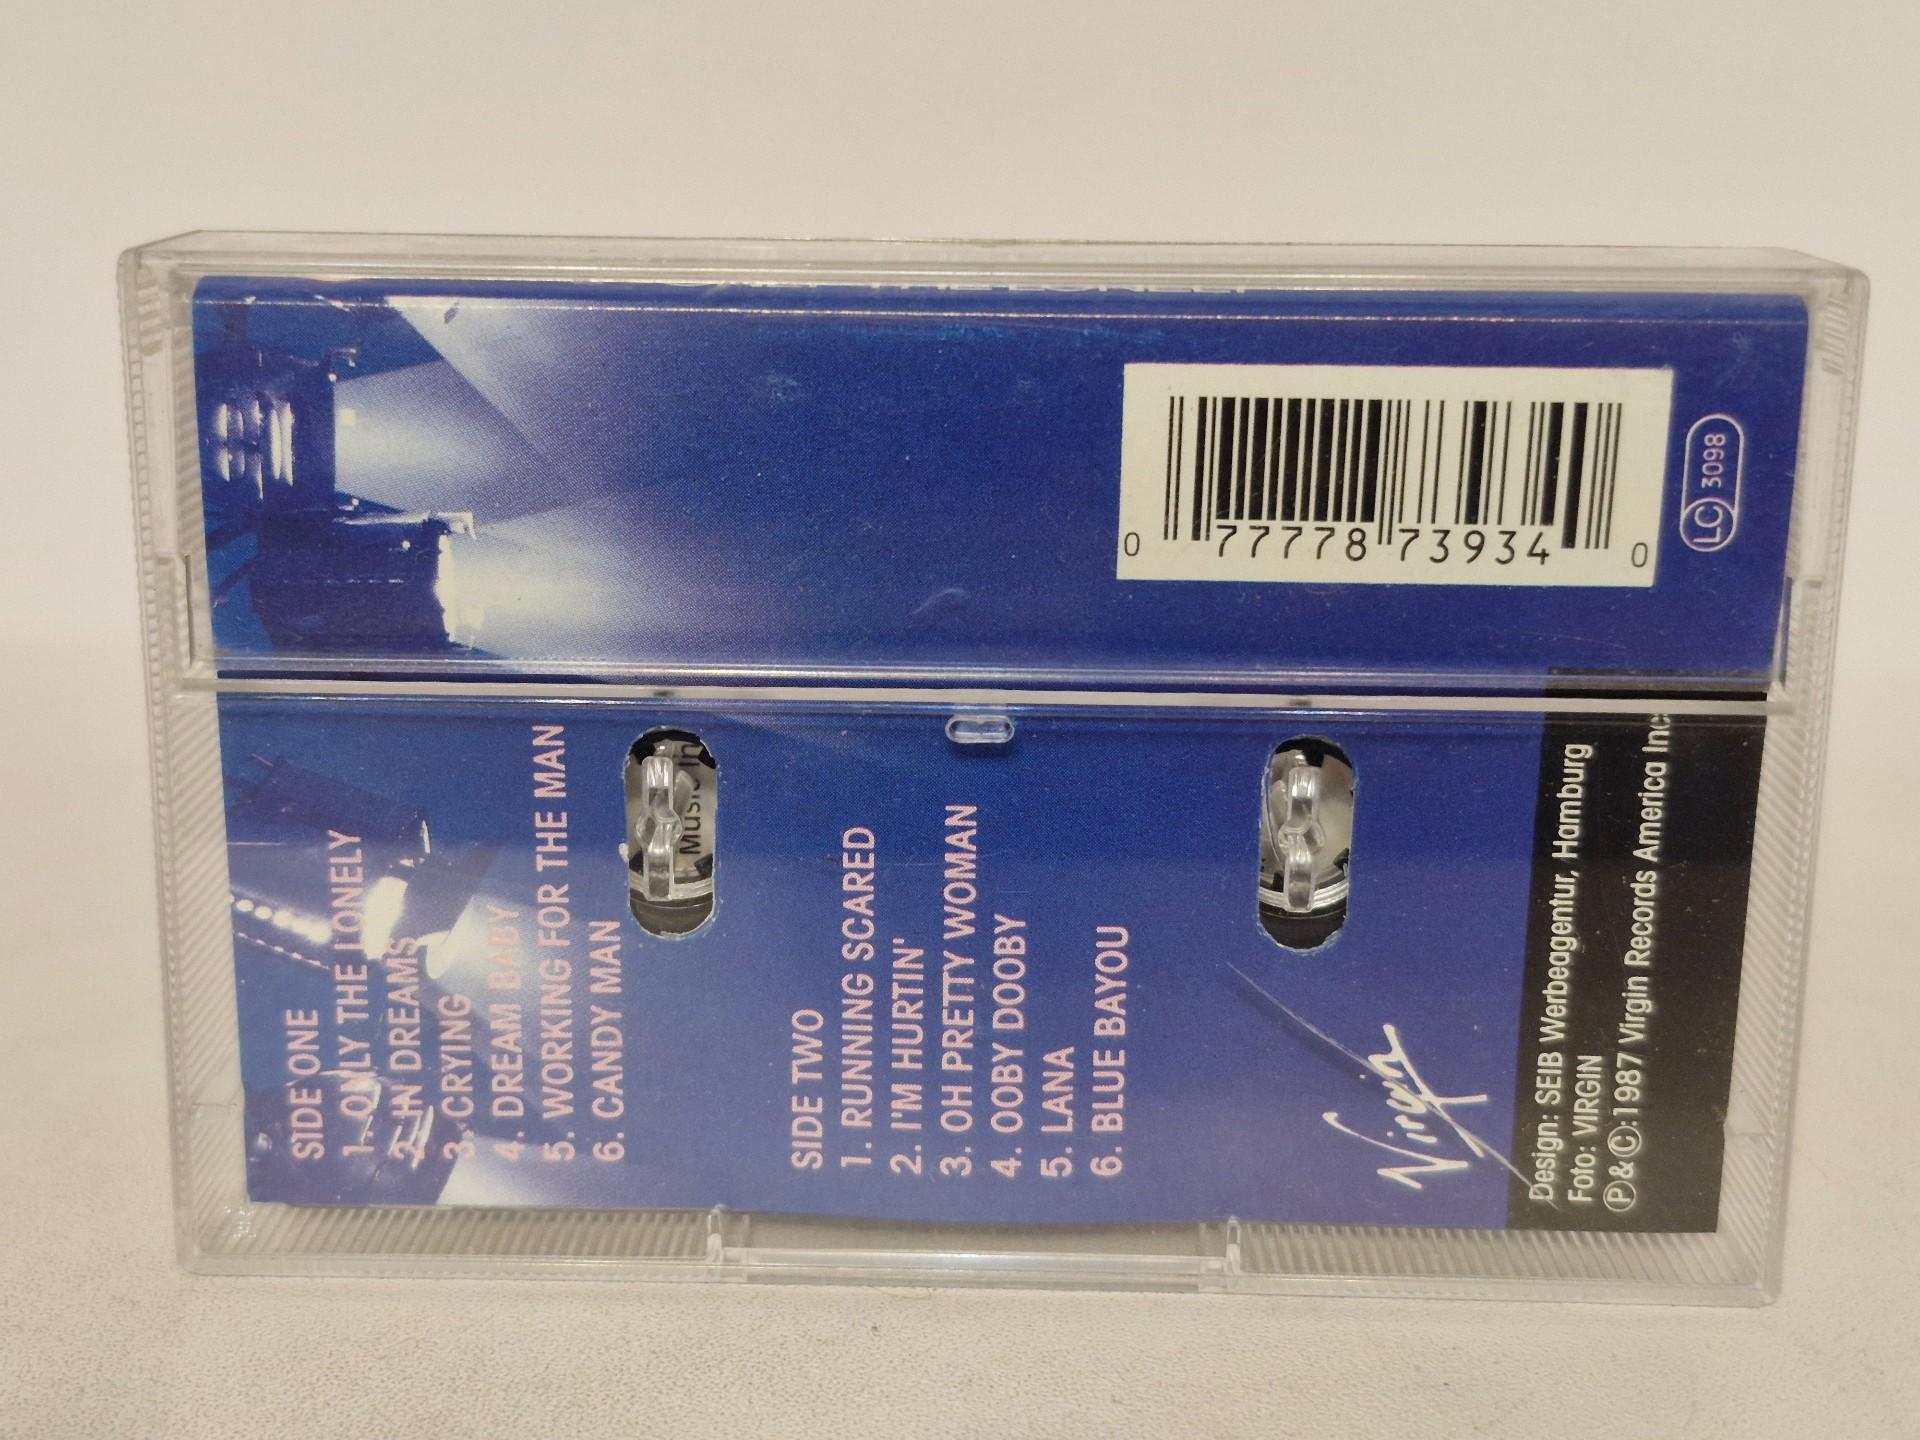 0 77778 73934 0
LC 3098
SIDE ONE
1. ONLY THE LONELY
2. IN DREAMS
3. CRYING
4. DREAM BABY
5. WORKING FOR THE MAN
6. CANDY MAN
SIDE TWO
1. RUNNING SCARED
2. I'M HURTIN'
3. OH PRETTY WOMAN
4. OOBY DOOBY
5. LANA
6. BLUE BAYOU
Virgin
Design: SEIB Werbeagentur, Hamburg
Foto: VIRGIN
Ⓟ & Ⓒ: 1987 Virgin Records America Inc.
Music